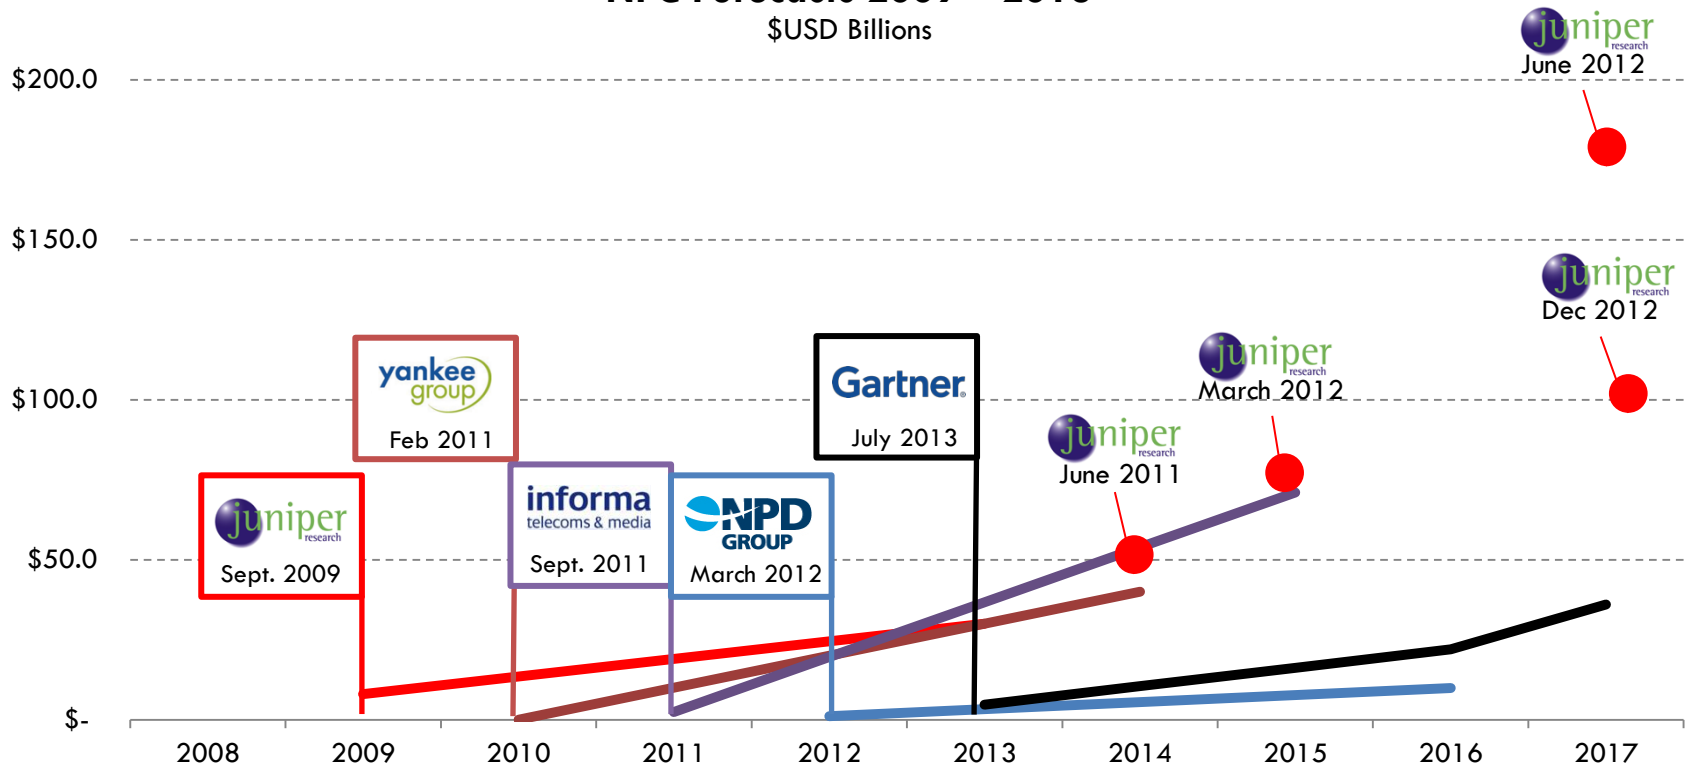 $USD Billions
$200.0
$150.0
$100.0
$50.0
$-
juniper
research
June 2012
juniper
research
Dec 2012
juniper
research
March 2012
juniper
research
June 2011
yankee
group
Feb 2011
Gartner
July 2013
juniper
research
Sept. 2009
informa
telecoms & media
Sept. 2011
NPD
GROUP
March 2012
2008 2009 2010 2011 2012 2013 2014 2015 2016 2017